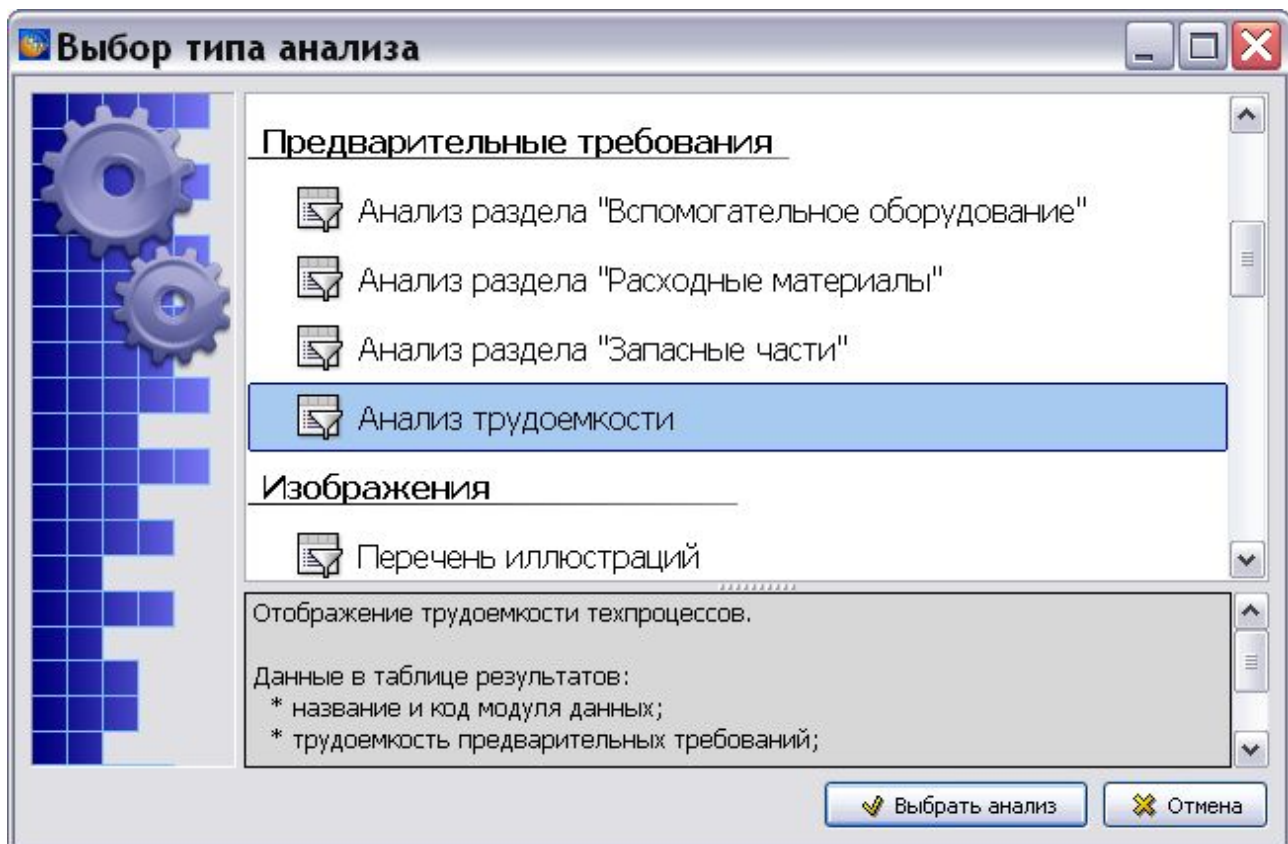 Выбор типа анализа
Предварительные требования
Анализ раздела "Вспомогательное оборудование"
Анализ раздела "Расходные материалы"
Анализ раздела "Запасные части"
Анализ трудоемкости
Изображения
Перечень иллюстраций
Отображение трудоемкости техпроцессов.
Данные в таблице результатов:
* название и код модуля данных;
* трудоемкость предварительных требований;
Выбрать анализ
Отмена